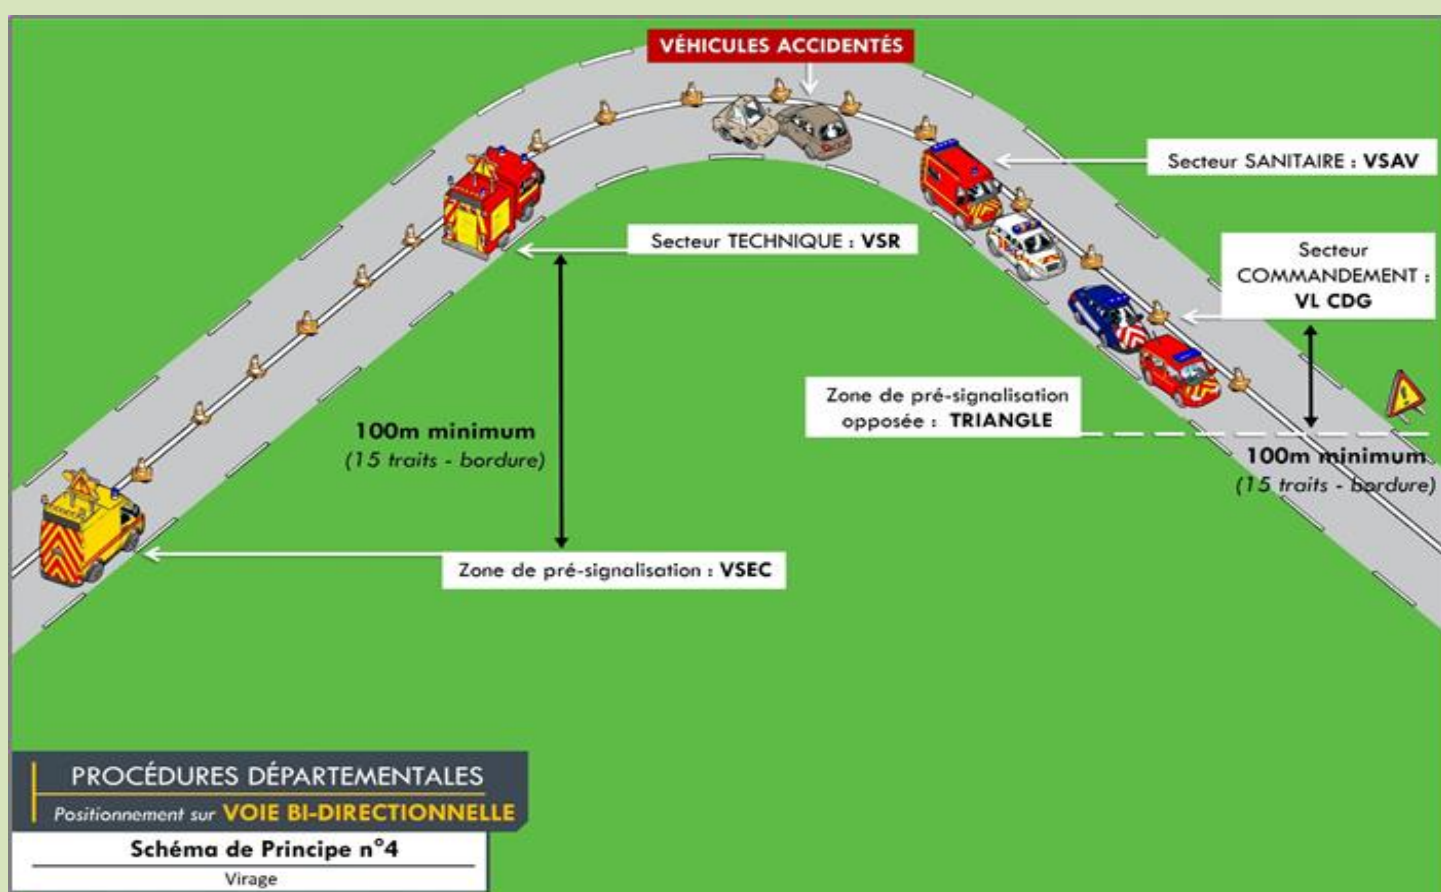 VÉHICULES ACCIDENTÉS
Secteur SANITAIRE : VSAV
Secteur TECHNIQUE : VSR
Secteur
COMMANDEMENT :
VL CDG
Zone de pré-signalisation
opposée : TRIANGLE
100m minimum
(15 traits - bordure)
100m minimum
(15 traits - bordure)
Zone de pré-signalisation : VSEC
PROCÉDURES DÉPARTEMENTALES
Positionnement sur VOIE BI-DIRECTIONNELLE
Schéma de Principe n°4
Virage